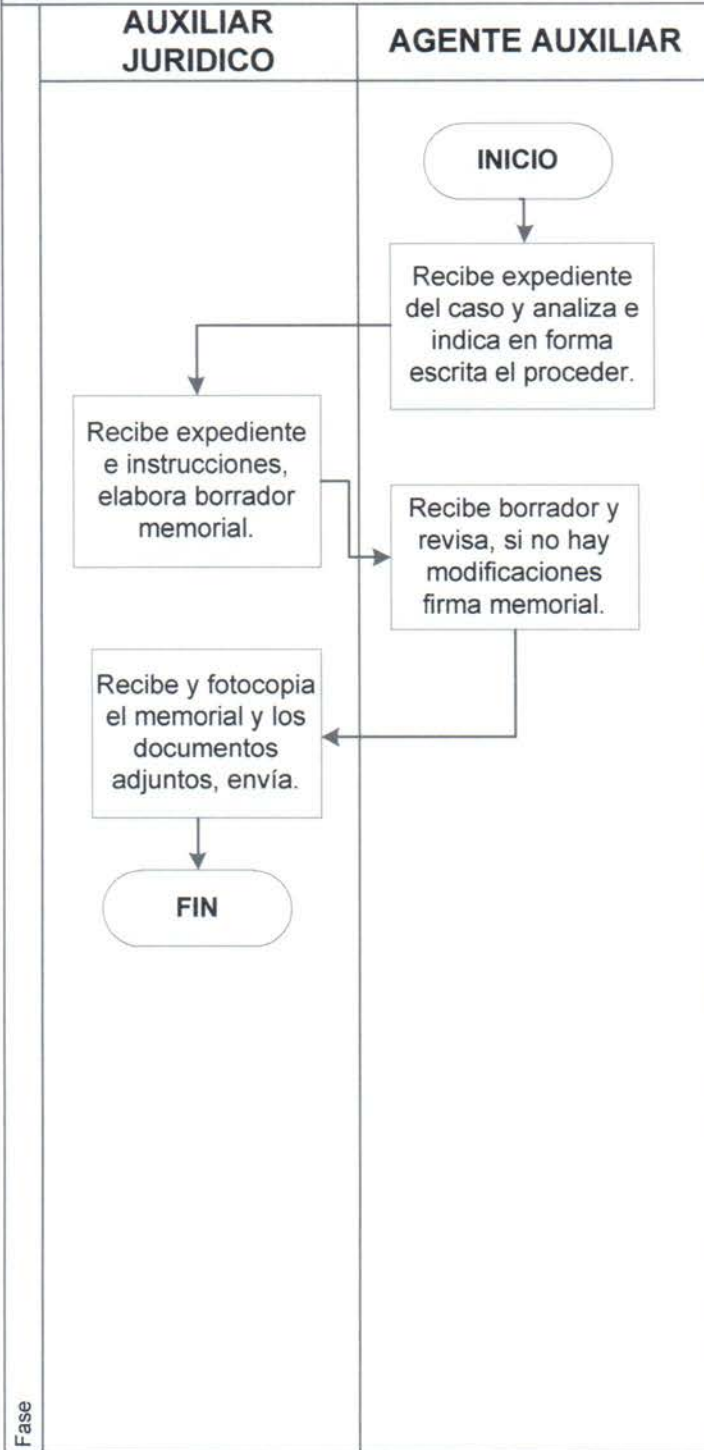 AUXILIAR
JURIDICO
AGENTE AUXILIAR
INICIO
Recibe expediente
del caso y analiza e
indica en forma
escrita el proceder.
Recibe expediente
e instrucciones,
elabora borrador
memorial.
Recibe borrador y
revisa, si no hay
modificaciones
firma memorial.
Recibe y fotocopia
el memorial y los
documentos
adjuntos, envía.
FIN
Fase